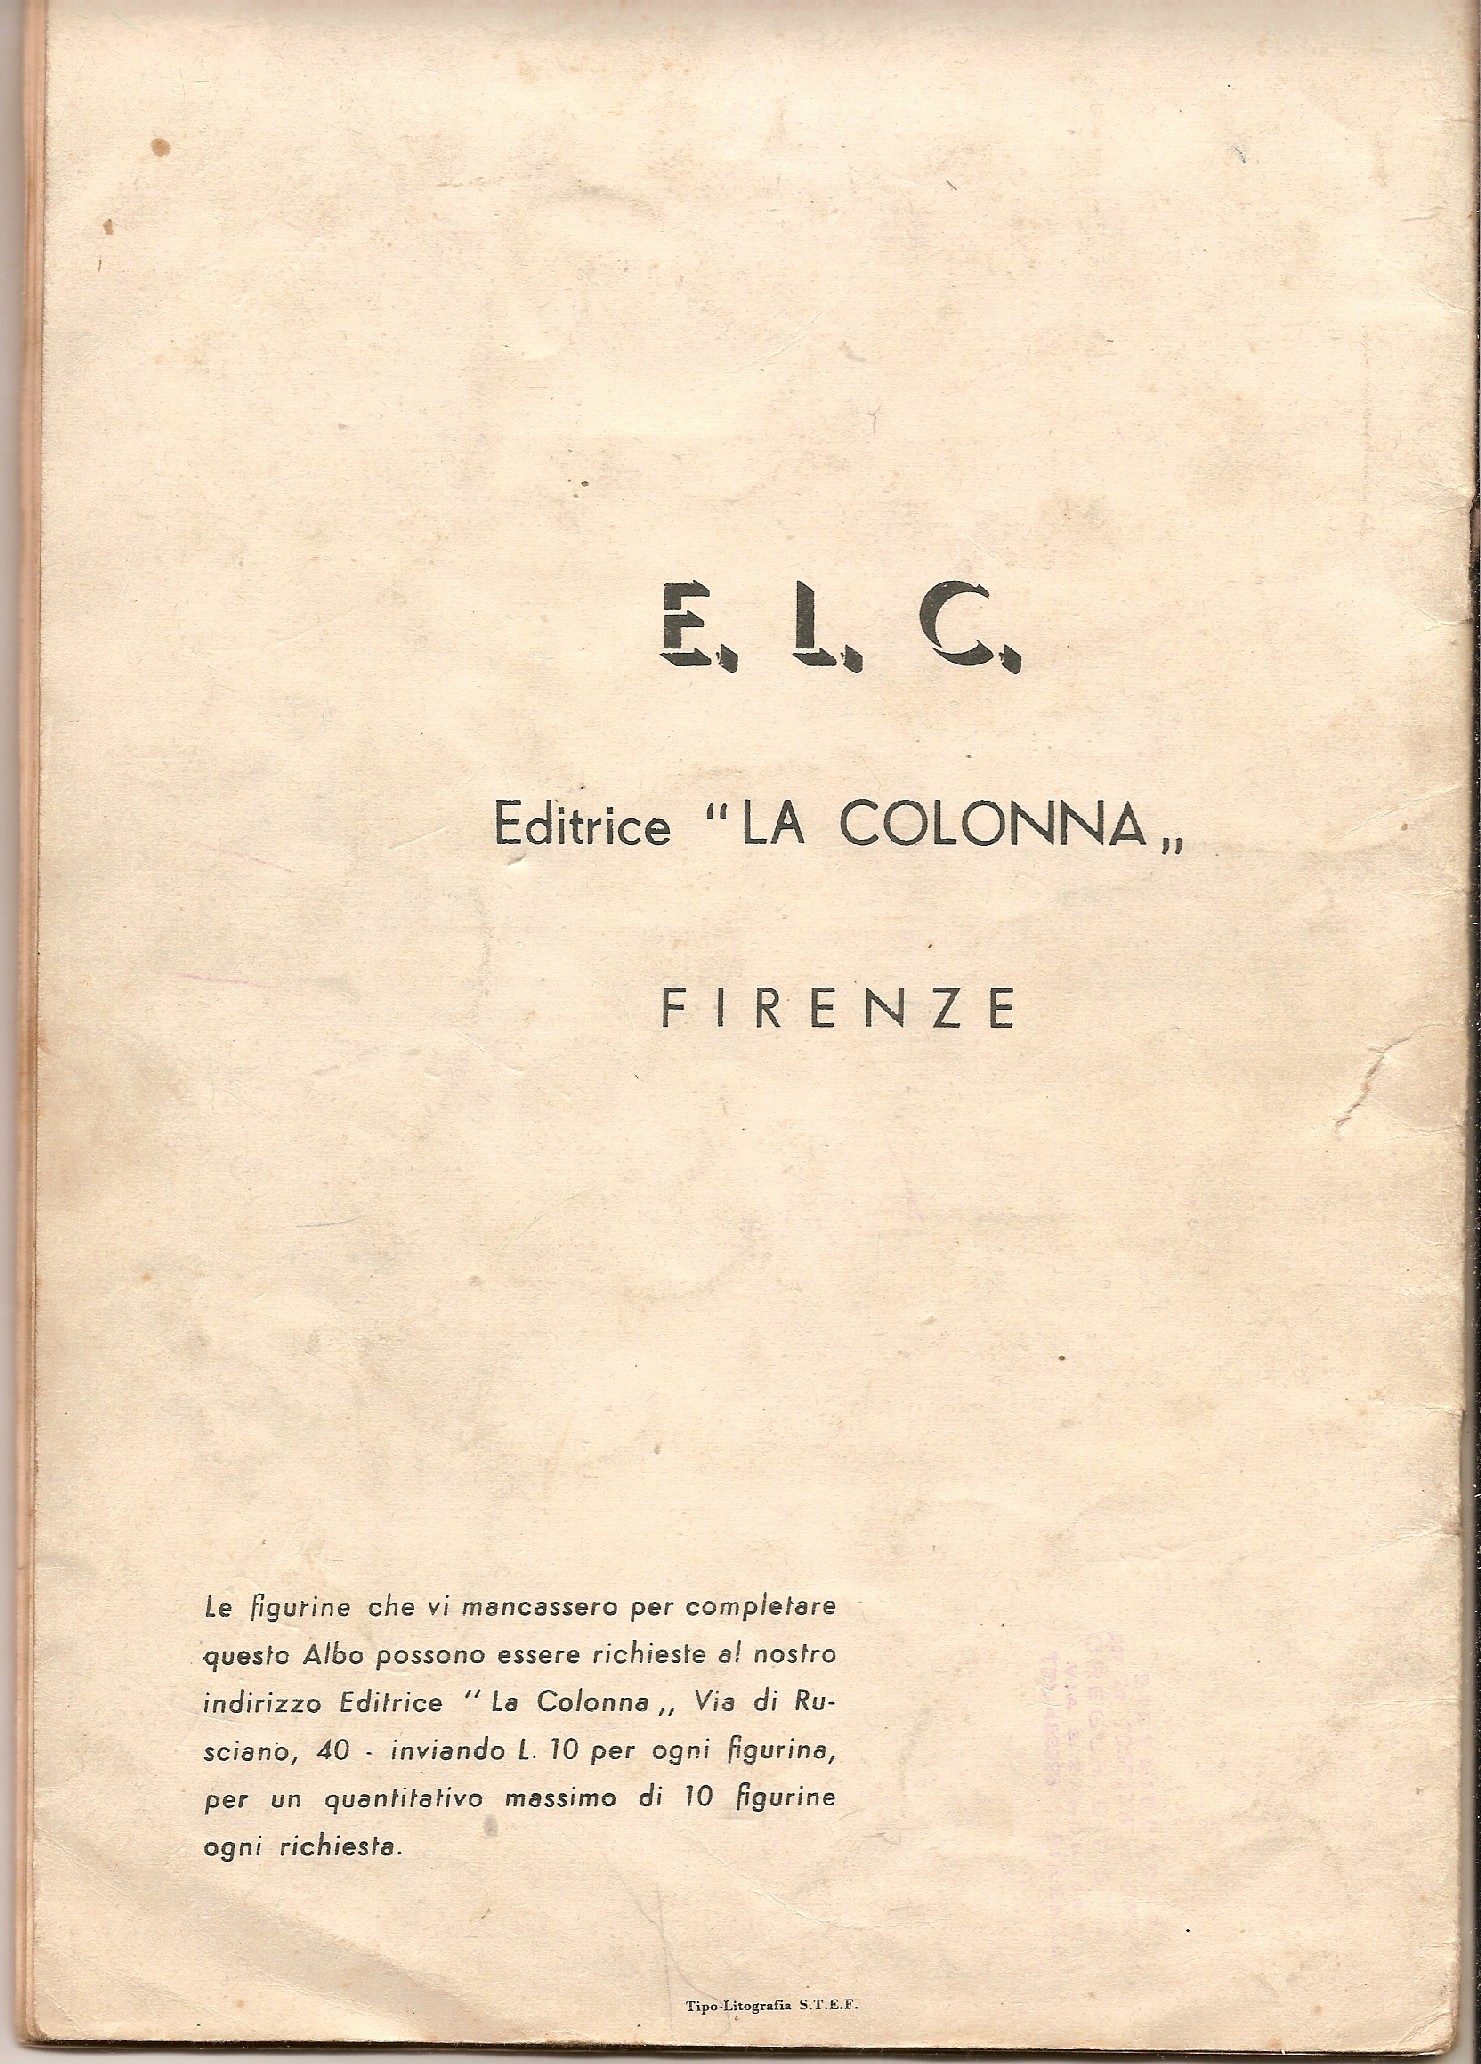 E. L. C.
Editrice “LA COLONNA„
FIRENZE
Le figurine che vi mancassero per completare
questo Albo possono essere richieste al nostro
indirizzo Editrice “La Colonna„ Via di Ru-
sciano, 40 - inviando L. 10 per ogni figurina,
per un quantitativo massimo di 10 figurine
ogni richiesta.
Tipo-Litografia S.T.E.F.